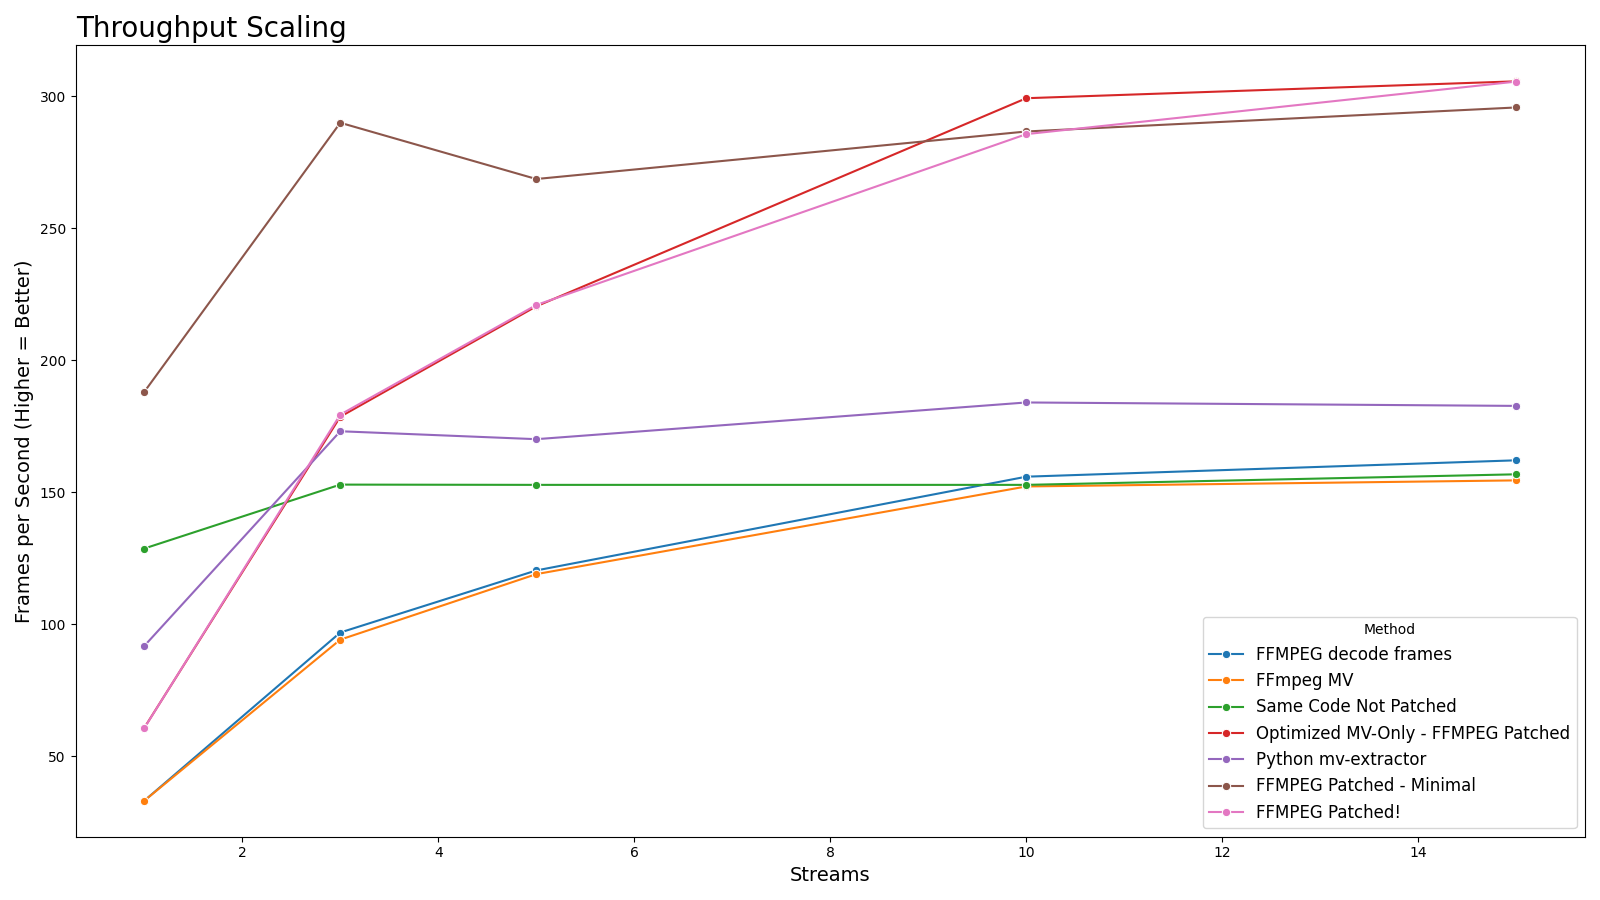 Throughput Scaling
Frames per Second (Higher = Better)
300
250
200
150
100
50
2
4
6
8
10
12
14
Streams
Method
FFMPEG decode frames
FFmpeg MV
Same Code Not Patched
Optimized MV-Only - FFMPEG Patched
Python mv-extractor
FFMPEG Patched - Minimal
FFMPEG Patched!